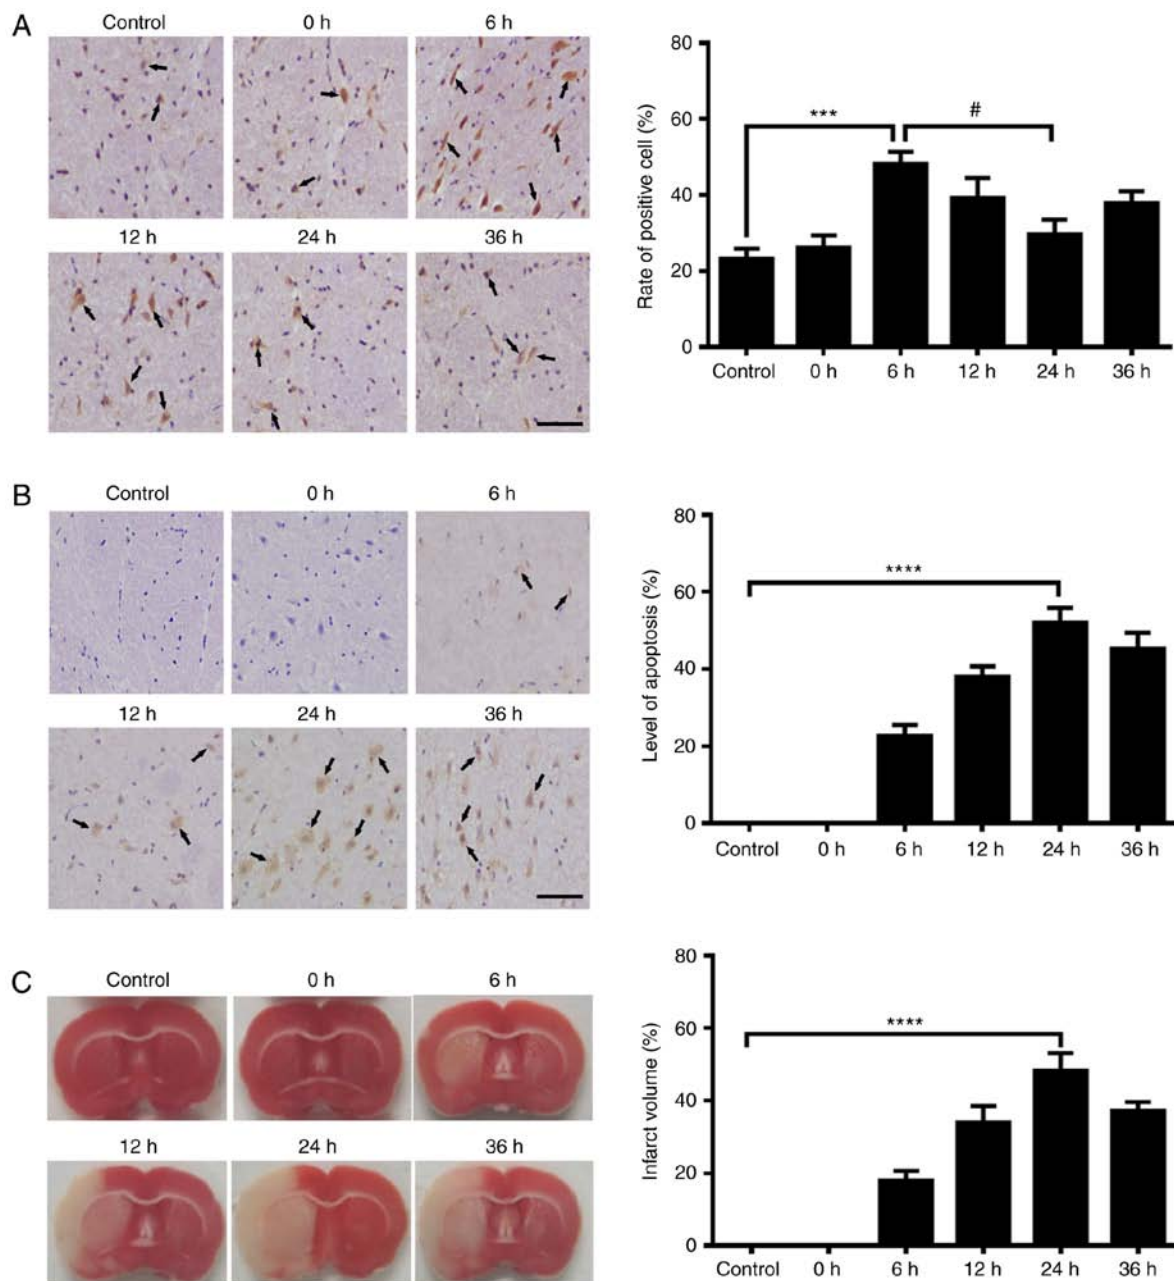 A
Control 0 h 6 h
12 h 24 h 36 h
Rate of positive cell (%)
80
60
40
20
0
*** #
Control 0 h 6 h 12 h 24 h 36 h
B
Control 0 h 6 h
12 h 24 h 36 h
Level of apoptosis (%)
80
60
40
20
0
****
Control 0 h 6 h 12 h 24 h 36 h
C
Control 0 h 6 h
12 h 24 h 36 h
Infarct volume (%)
80
60
40
20
0
****
Control 0 h 6 h 12 h 24 h 36 h